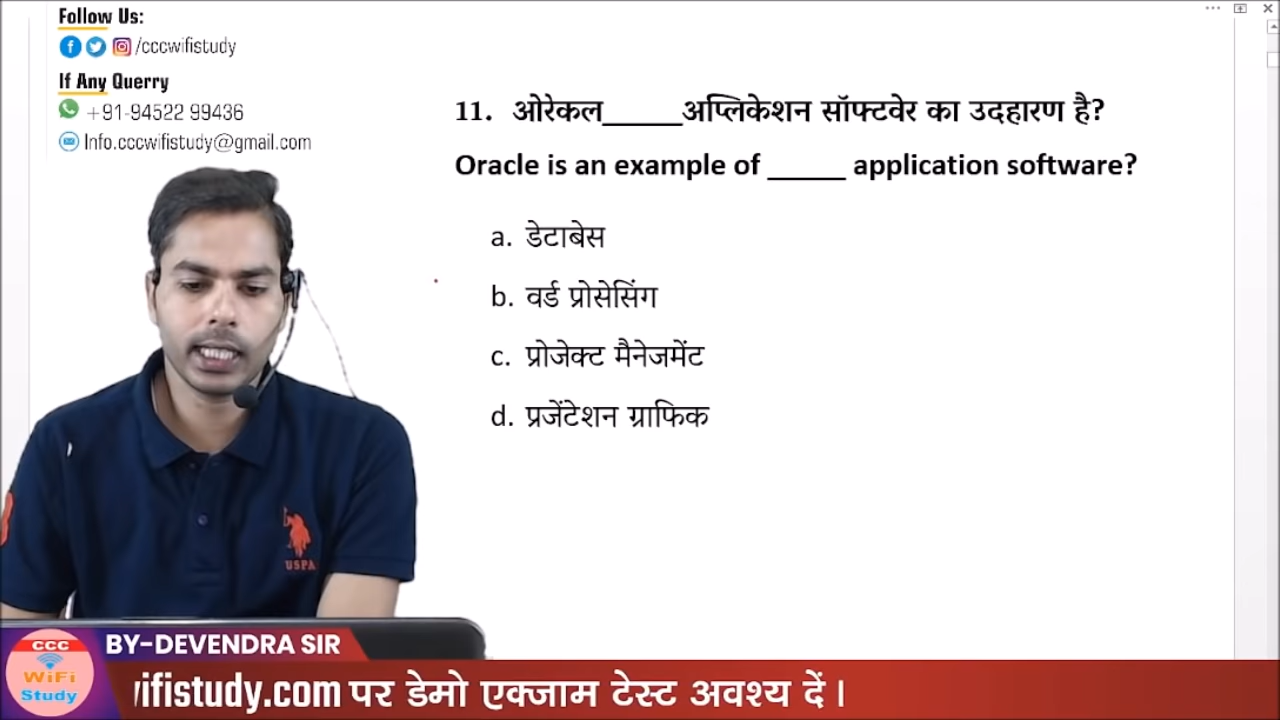 Follow Us:
/cccwifistudy
If Any Querry
+91-94522 99436
Info.cccwifistudy@gmail.com
11. ओरेकल_____अप्लिकेशन सॉफ्टवेर का उदहारण है?
Oracle is an example of _____ application software?
a. डेटाबेस
b. वर्ड प्रोसेसिंग
c. प्रोजेक्ट मैनेजमेंट
d. प्रजेंटेशन ग्राफिक
USPA
CCC
WiFi
Study
BY-DEVENDRA SIR
wifistudy.com पर डेमो एक्जाम टेस्ट अवश्य दें।